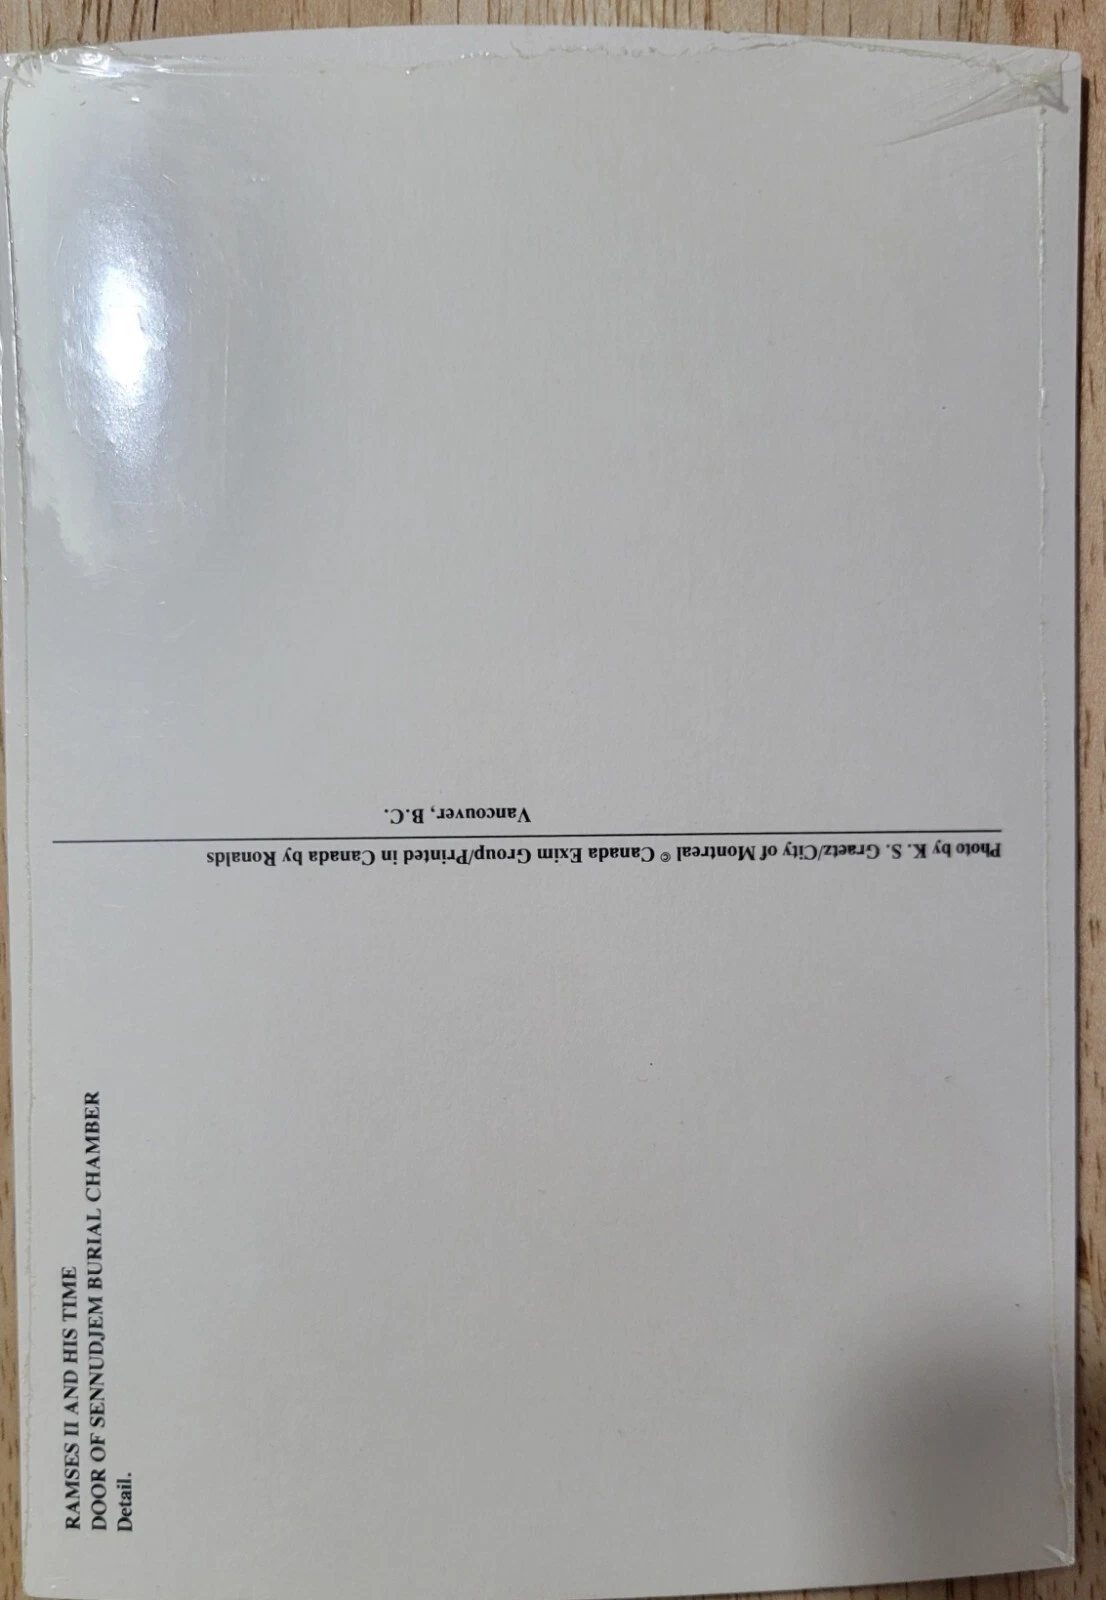 RAMSES II AND HIS TIME
DOOR OF SENNUDJEM BURIAL CHAMBER
Detail.
Photo by K. S. Graetz/City of Montreal © Canada Exim Group/Printed in Canada by Ronalds
Vancouver, B.C.